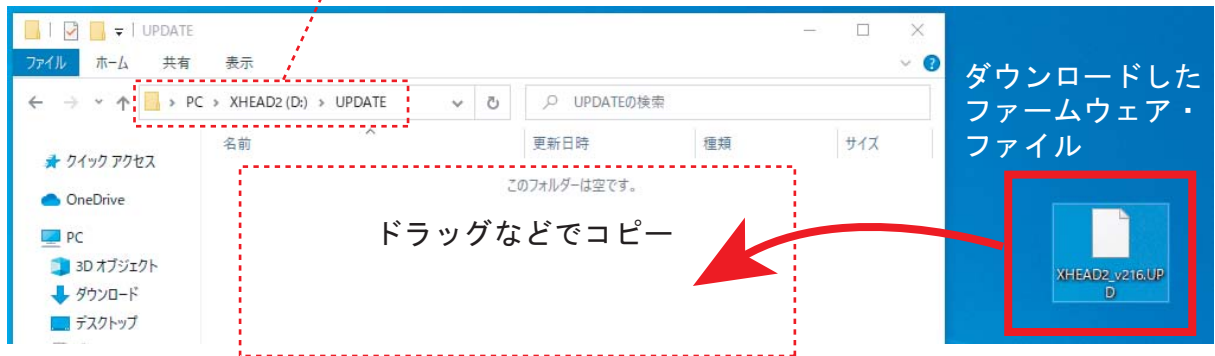 UPDATE
ファイル ホーム 共有 表示
PC › XHEAD2 (D:) › UPDATE
UPDATEの検索
名前 更新日時 種類 サイズ
このフォルダーは空です。
クイック アクセス
OneDrive
PC
3D オブジェクト
ダウンロード
デスクトップ
ドラッグなどでコピー
ダウンロードした
ファームウェア・
ファイル
XHEAD2_v216.UP
D